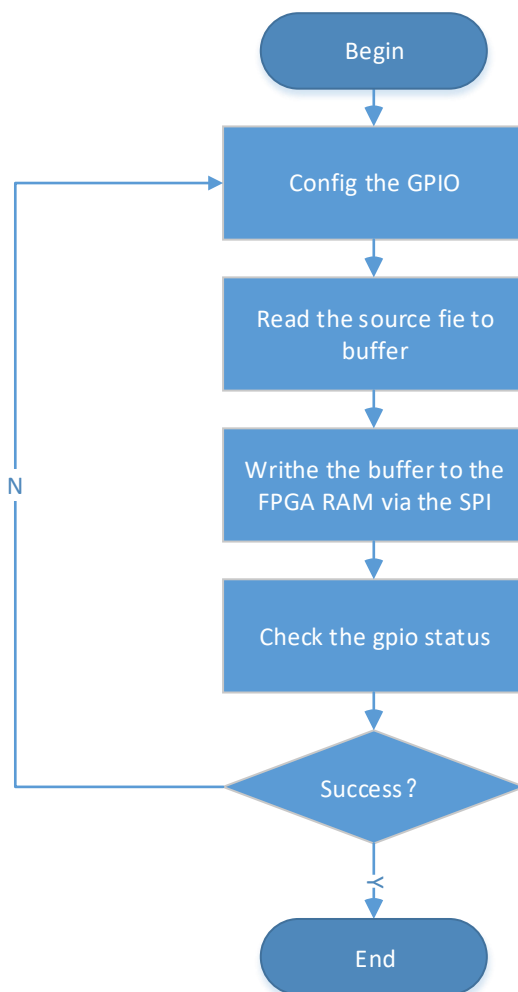 Begin
Config the GPIO
Read the source fie to
buffer
Writhe the buffer to the
FPGA RAM via the SPI
Check the gpio status
N
Success?
Y
End